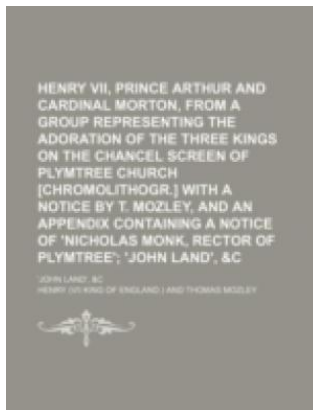 HENRY VII, PRINCE ARTHUR AND
CARDINAL MORTON, FROM A
GROUP REPRESENTING THE
ADORATION OF THE THREE KINGS
ON THE CHANCEL SCREEN OF
PLYMTREE CHURCH
[CHROMOLITHOGR.] WITH A
NOTICE BY T. MOZLEY, AND AN
APPENDIX CONTAINING A NOTICE
OF 'NICHOLAS MONK, RECTOR OF
PLYMTREE'; 'JOHN LAND', &C
'JOHN LAND', &C
HENRY (VII KING OF ENGLAND.) AND THOMAS MOZLEY